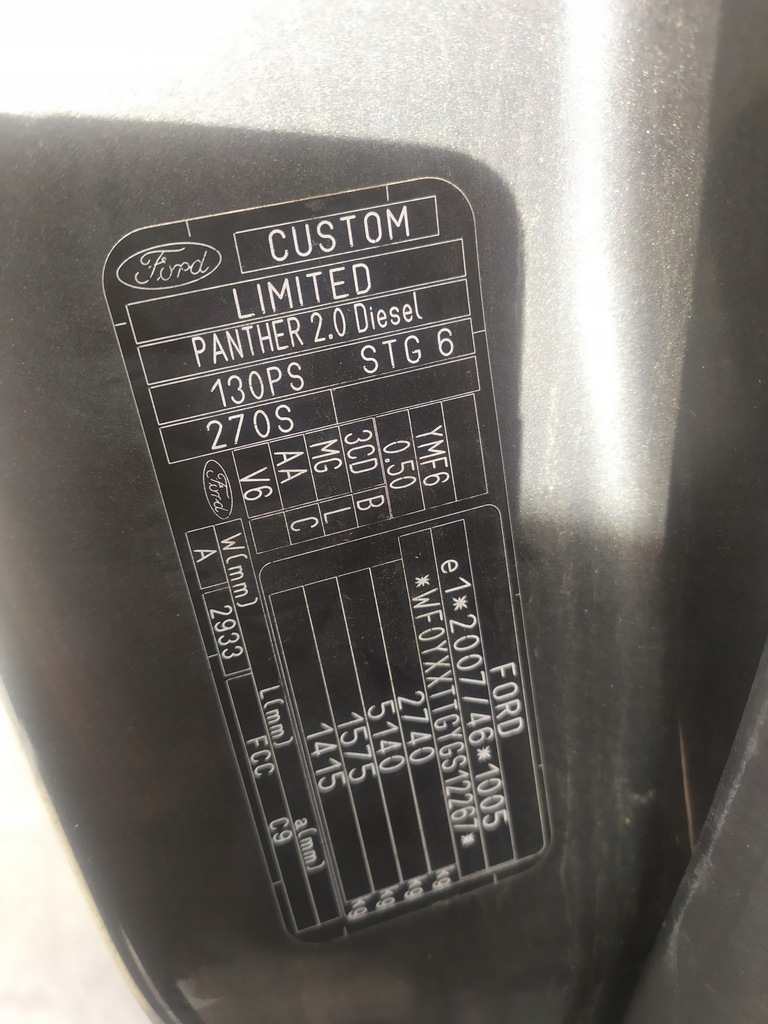 Ford CUSTOM
LIMITED
PANTHER 2.0 Diesel
130PS STG 6
270S
FORD
e1*2007/46*1005
*WF0YXXTTGYGS12267*
2740 kg
5140 kg
1575 kg
1415 kg
YMF6
0.50
3CD B
MG L
AA C
V6
Ford W(mm) L(mm) a(mm)
A 2933 FCC C9